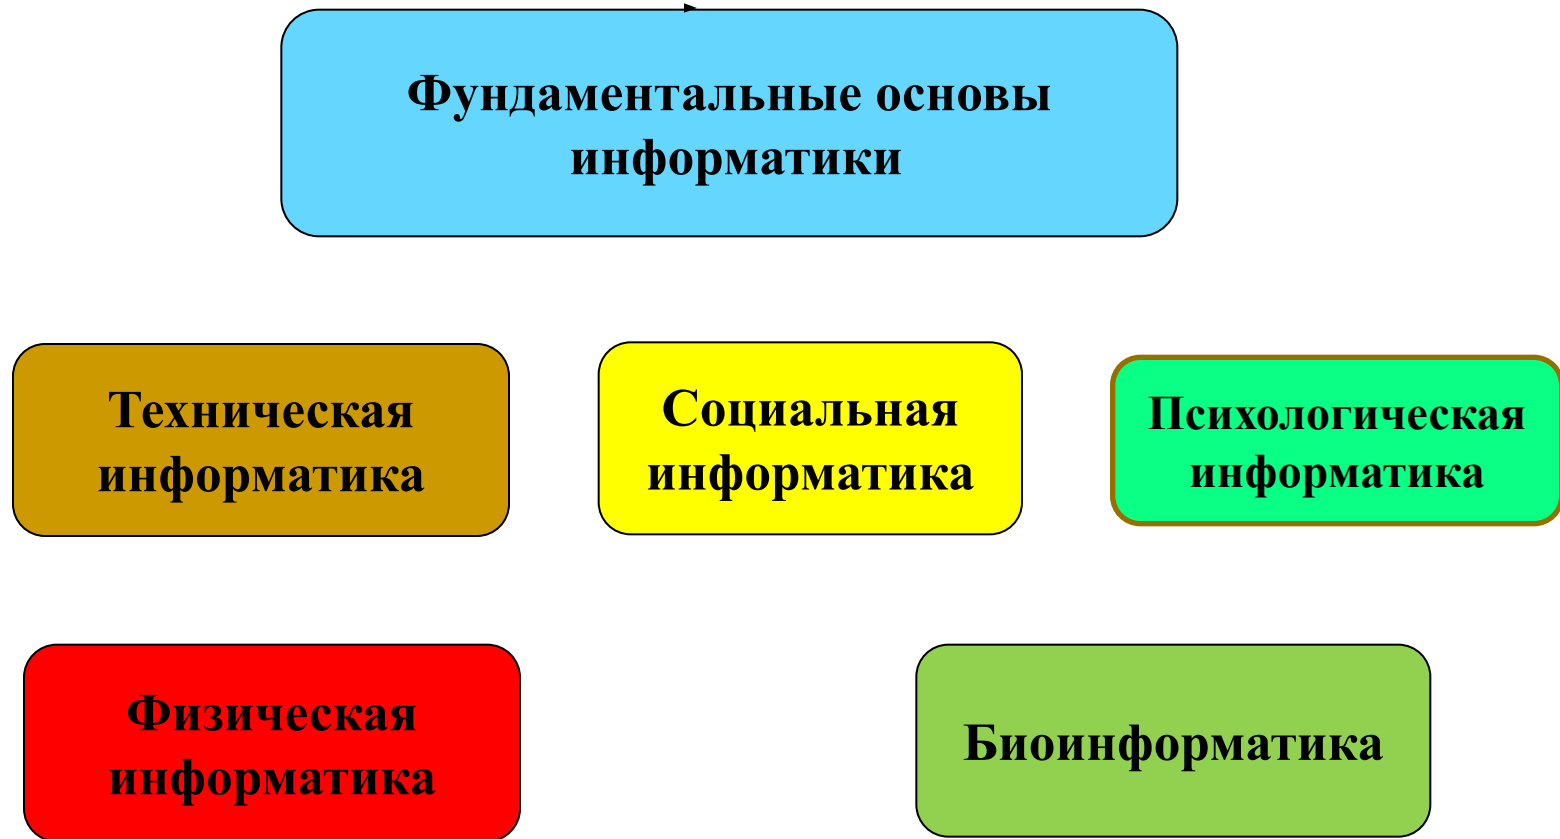 Фундаментальные основы
информатики
Техническая
информатика
Социальная
информатика
Психологическая
информатика
Физическая
информатика
Биоинформатика